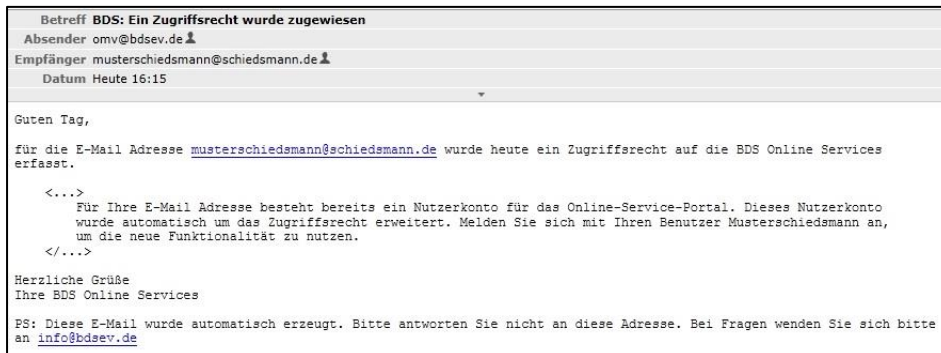 Betreff BDS: Ein Zugriffsrecht wurde zugewiesen
Absender omv@bdsev.de
Empfänger musterschiedsmann@schiedsmann.de
Datum Heute 16:15
Guten Tag,
für die E-Mail Adresse musterschiedsmann@schiedsmann.de wurde heute ein Zugriffsrecht auf die BDS Online Services
erfasst.
<...>
Für Ihre E-Mail Adresse besteht bereits ein Nutzerkonto für das Online-Service-Portal. Dieses Nutzerkonto
wurde automatisch um das Zugriffsrecht erweitert. Melden Sie sich mit Ihren Benutzer Musterschiedsmann an,
um die neue Funktionalität zu nutzen.
</...>
Herzliche Grüße
Ihre BDS Online Services
PS: Diese E-Mail wurde automatisch erzeugt. Bitte antworten Sie nicht an diese Adresse. Bei Fragen wenden Sie sich bitte
an info@bdsev.de